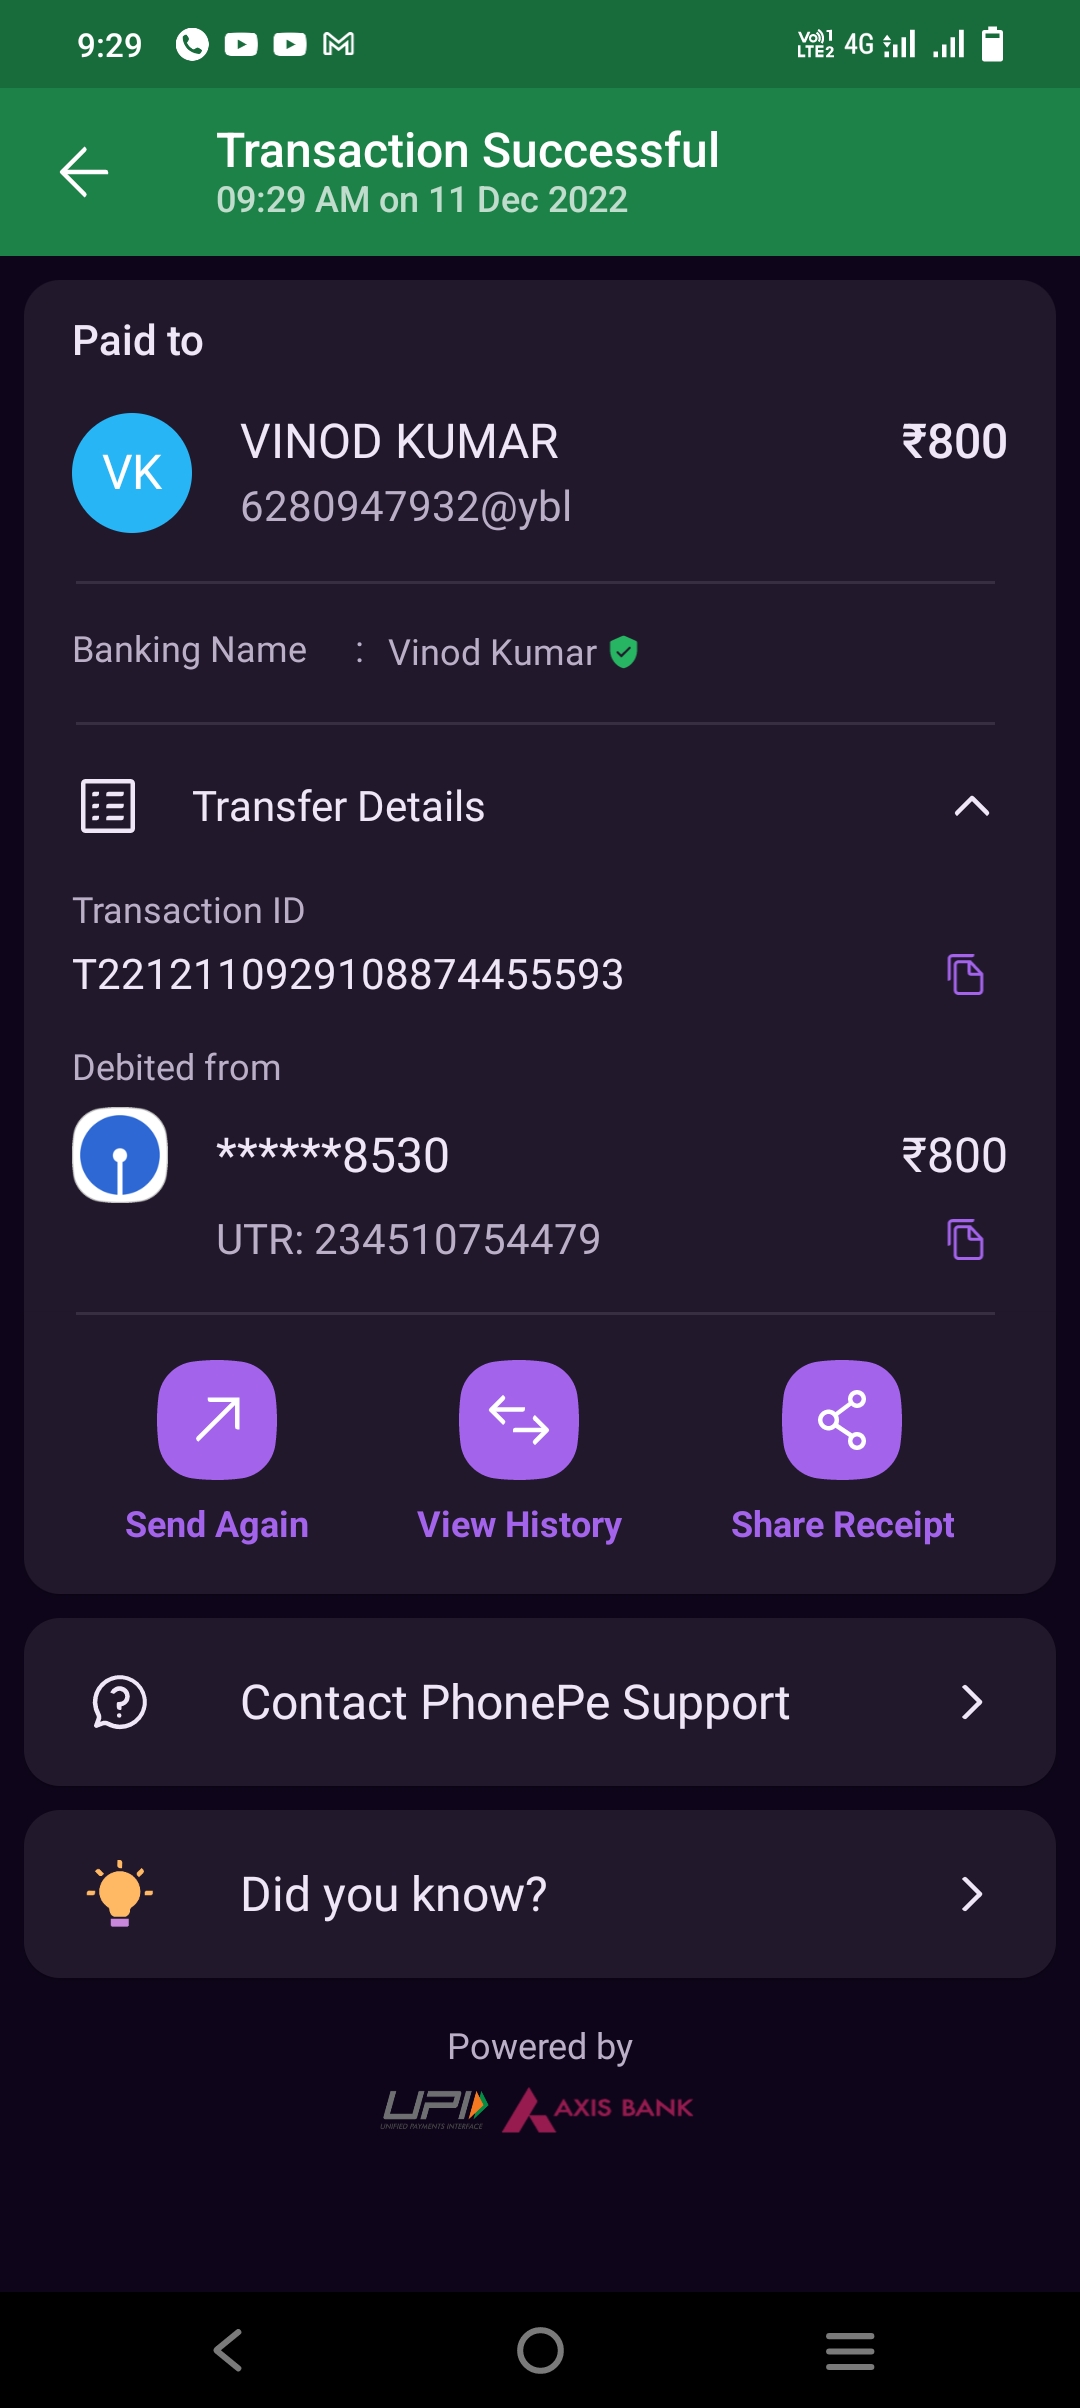 9:29
Vo)) 1 LTE2 4G
Transaction Successful
09:29 AM on 11 Dec 2022
Paid to
VK
VINOD KUMAR
₹800
6280947932@ybl
Banking Name : Vinod Kumar
Transfer Details
Transaction ID
T2212110929108874455593
Debited from
******8530
₹800
UTR: 234510754479
Send Again
View History
Share Receipt
Contact PhonePe Support
Did you know?
Powered by
UPI
UNIFIED PAYMENTS INTERFACE
AXIS BANK